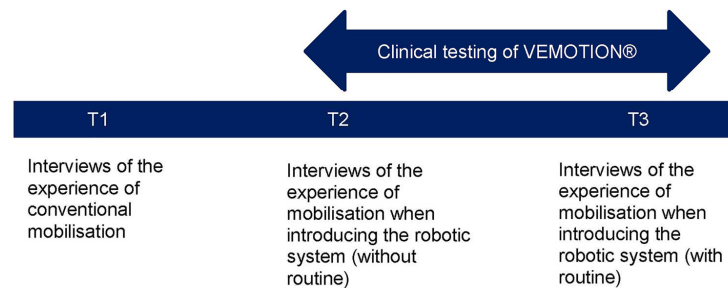 Clinical testing of VEMOTION®
T1
T2
T3
Interviews of the
experience of
conventional
mobilisation
Interviews of the
experience of
mobilisation when
introducing the robotic
system (without
routine)
Interviews of the
experience of
mobilisation when
introducing the
robotic system (with
routine)